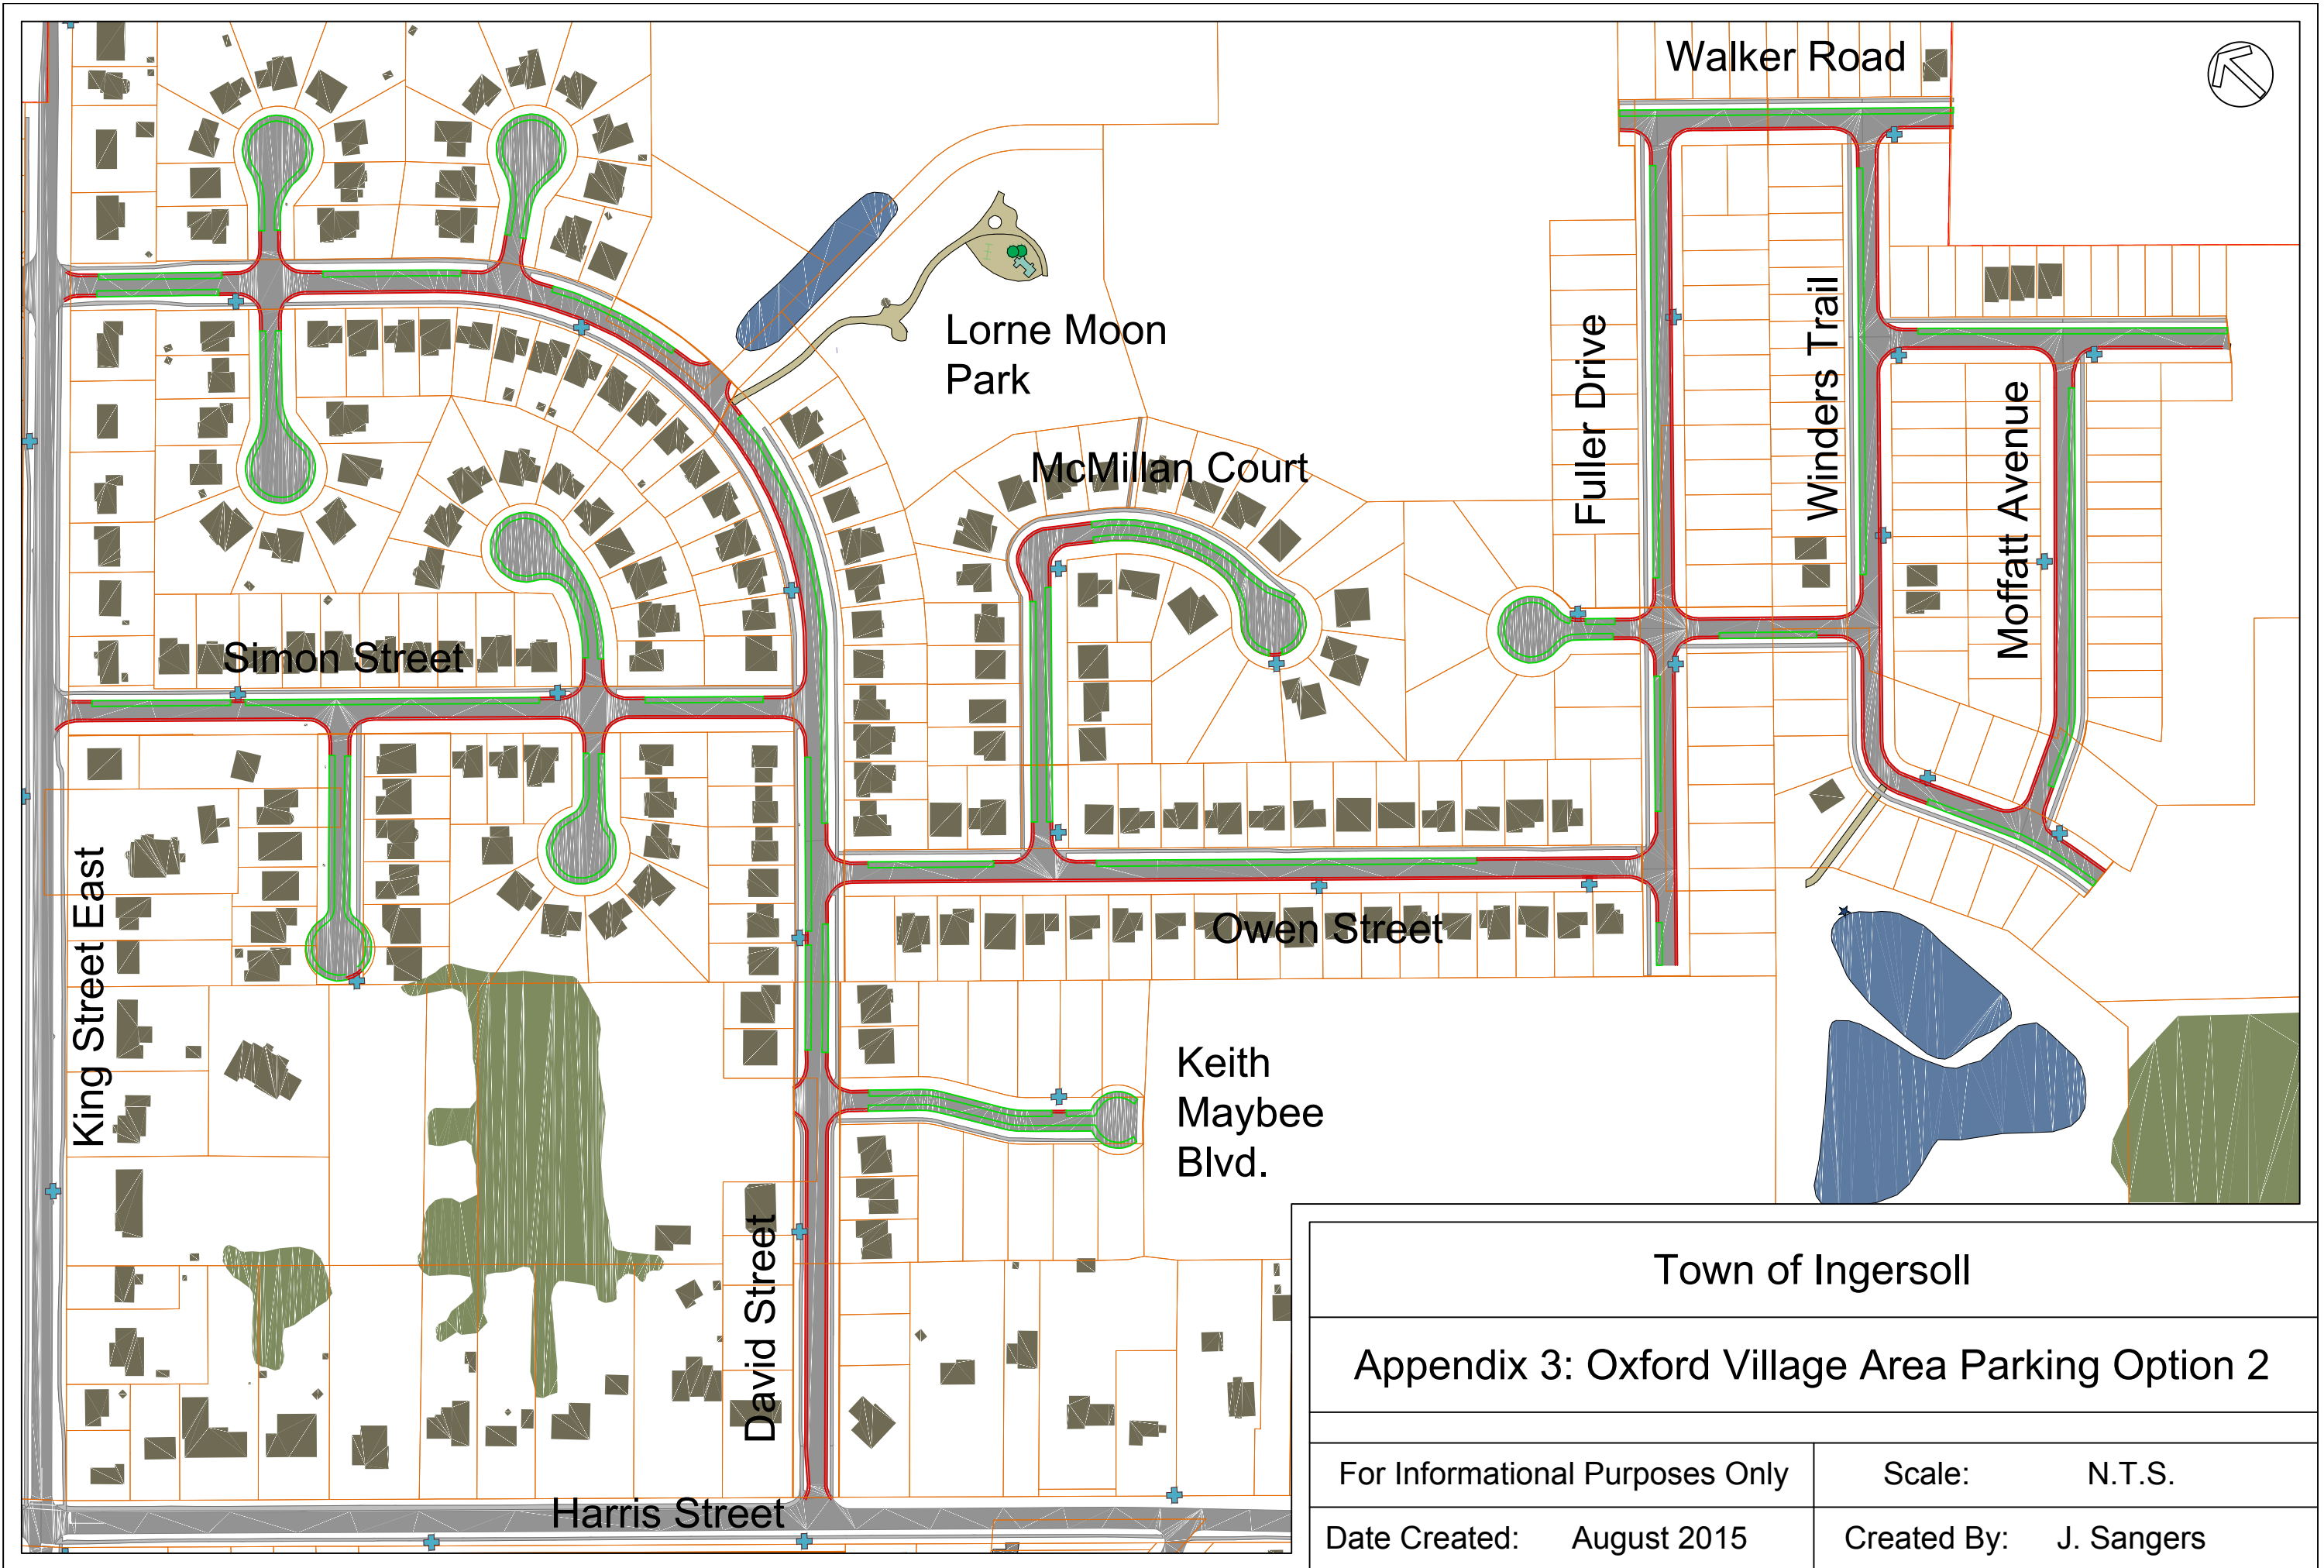 Walker Road
Lorne Moon
Park
Fuller Drive
Winders Trail
Moffatt Avenue
McMillan Court
Simon Street
King Street East
Owen Street
Keith
Maybee
Blvd.
David Street
Harris Street
Town of Ingersoll
Appendix 3: Oxford Village Area Parking Option 2
For Informational Purposes Only
Scale: N.T.S.
Date Created: August 2015
Created By: J. Sangers